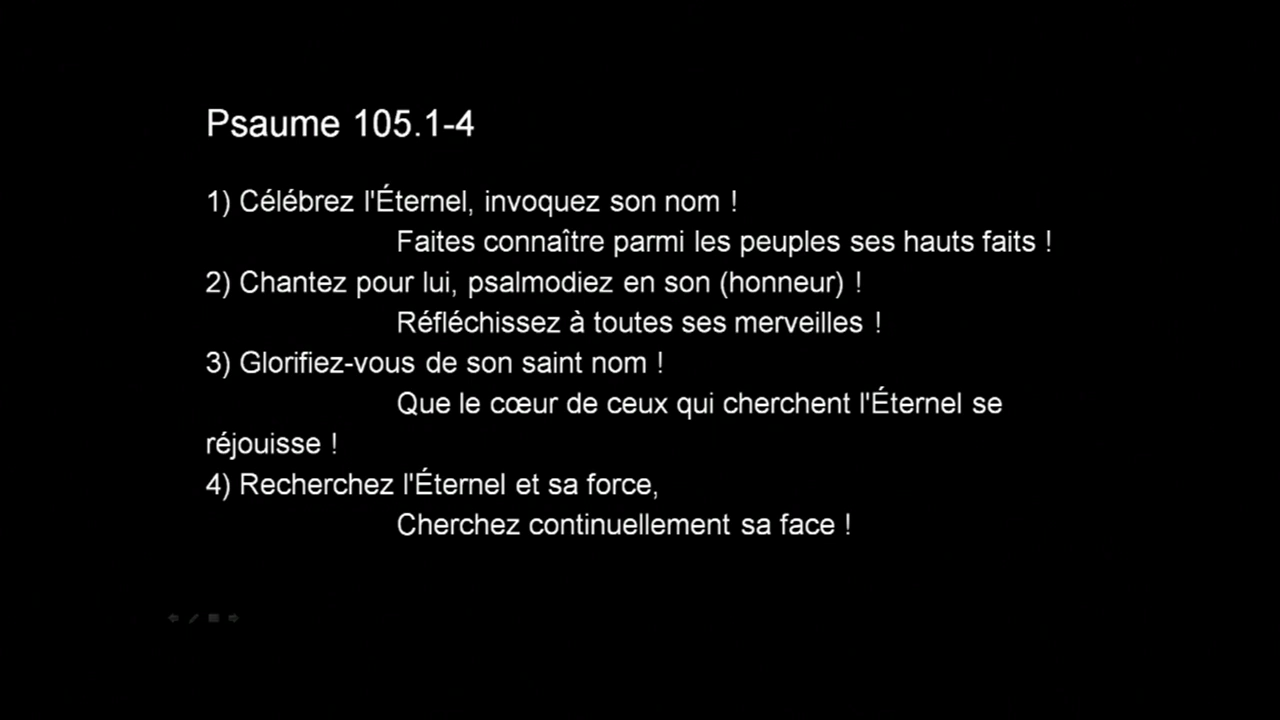 Psaume 105.1-4
1) Célébrez l'Éternel, invoquez son nom !
Faites connaître parmi les peuples ses hauts faits !
2) Chantez pour lui, psalmodiez en son (honneur) !
Réfléchissez à toutes ses merveilles !
3) Glorifiez-vous de son saint nom !
Que le cœur de ceux qui cherchent l'Éternel se
réjouisse !
4) Recherchez l'Éternel et sa force,
Cherchez continuellement sa face !